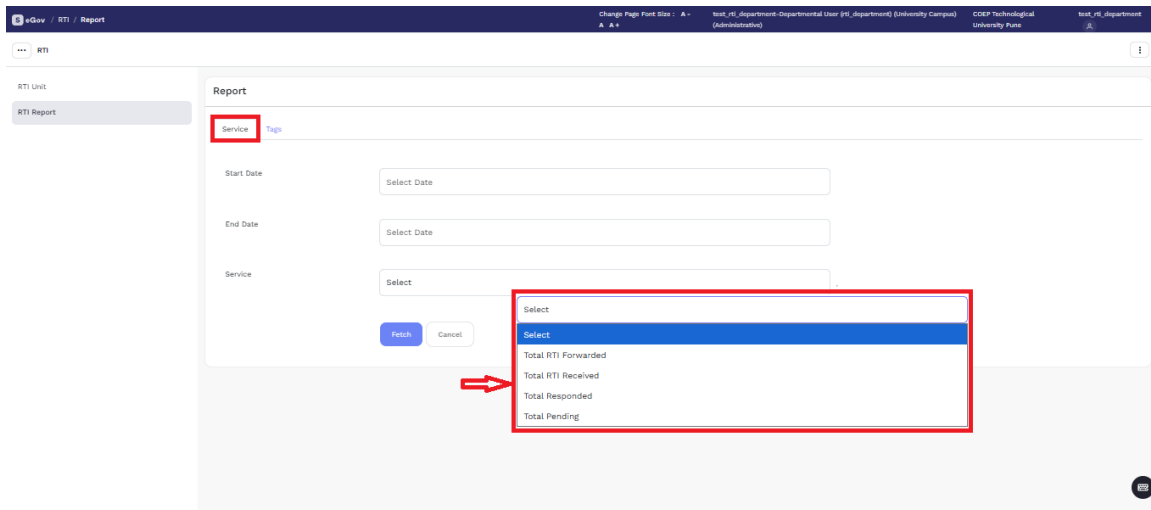 S eGov / RTI / Report
Change Page Font Size : A -
A A +
test_rti_department-Departmental User (rti_department) (University Campus)
(Administrative)
COEP Technological
University Pune
test_rti_department
••• RTI
RTI Unit
RTI Report
Report
Service Tags
Start Date
Select Date
End Date
Select Date
Service
Select
Select
Fetch Cancel
Select
Total RTI Forwarded
Total RTI Received
Total Responded
Total Pending